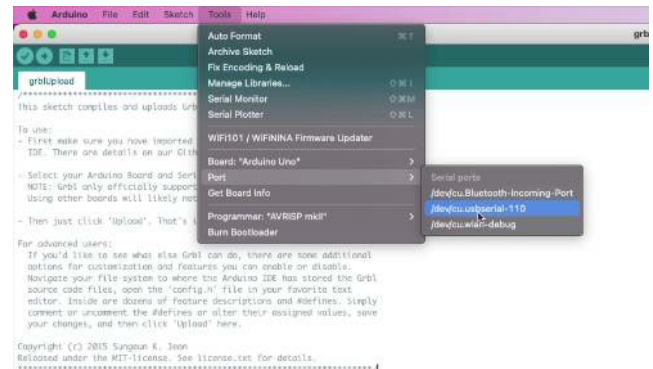 Arduino File Edit Sketch Tools Help
grb
grblUpload
Auto Format ⌘ T
Archive Sketch
Fix Encoding & Reload
Manage Libraries... ⇧ ⌘ I
Serial Monitor ⇧ ⌘ M
Serial Plotter ⇧ ⌘ L
WiFi101 / WiFiNINA Firmware Updater
Board: "Arduino Uno"
Port
Get Board Info
Programmer: "AVRISP mkII"
Burn Bootloader
Serial ports
/dev/cu.Bluetooth-Incoming-Port
/dev/cu.usbserial-110
/dev/cu.wlan-debug
This sketch compiles and uploads Grb
To use:
- First make sure you have imported
IDE. There are details on our Gith
- Select your Arduino Board and Seri
NOTE: Grbl only officially support
Using other boards will likely not
- Then just click 'Upload'. That's i
For advanced users:
If you'd like to see what else Grbl can do, there are some additional
options for customization and features you can enable or disable.
Navigate your file system to where the Arduino IDE has stored the Grbl
source code files, open the 'config.h' file in your favorite text
editor. Inside are dozens of feature descriptions and #defines. Simply
comment or uncomment the #defines or alter their assigned values, save
your changes, and then click 'Upload' here.
Copyright (c) 2015 Sungeun K. Jeon
Released under the MIT-license. See license.txt for details.